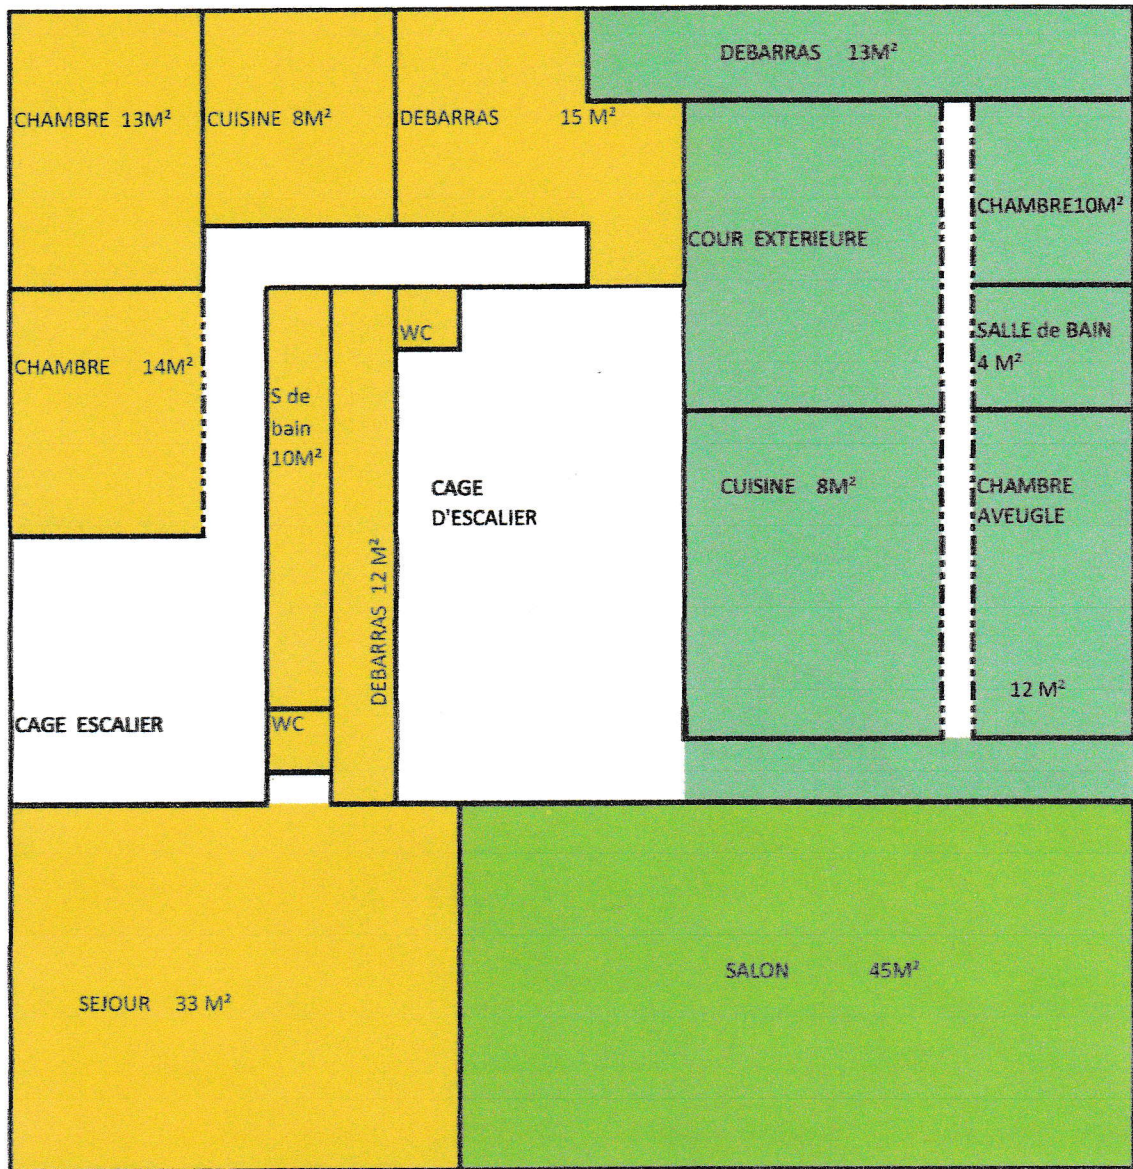 DEBARRAS 13M²
CHAMBRE 13M²
CUISINE 8M²
DEBARRAS 15 M²
CHAMBRE10M²
COUR EXTERIEURE
WC
SALLE de BAIN
4 M²
CHAMBRE 14M²
S de
bain
10M²
CAGE
D'ESCALIER
CUISINE 8M²
CHAMBRE
AVEUGLE
DEBARRAS 12 M²
12 M²
CAGE ESCALIER
WC
SALON 45M²
SEJOUR 33 M²